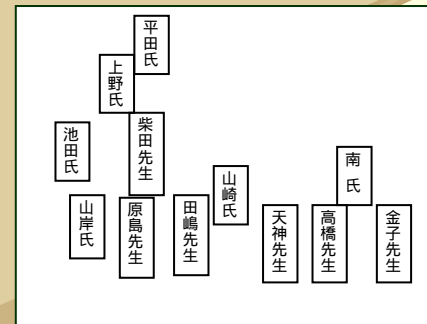 平田氏
上野氏
柴田先生
池田氏
南 氏
山崎氏
山岸氏
原島先生
田嶋先生
天神先生
高橋先生
金子先生